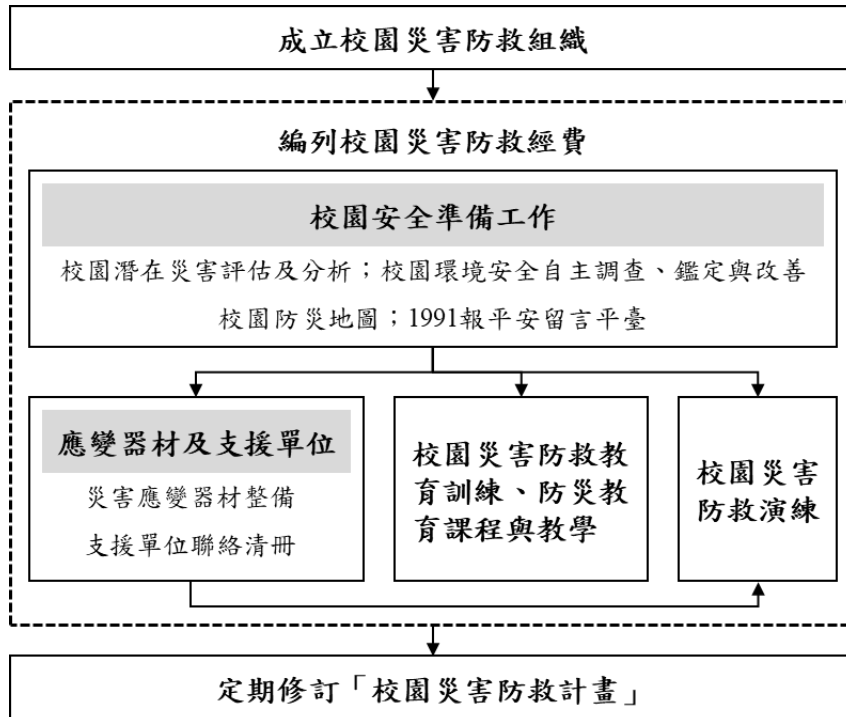 成立校園災害防救組織
編列校園災害防救經費
校園安全準備工作
校園潛在災害評估及分析；校園環境安全自主調查、鑑定與改善
校園防災地圖；1991報平安留言平臺
應變器材及支援單位
災害應變器材整備
支援單位聯絡清冊
校園災害防救教
育訓練、防災教
育課程與教學
校園災害
防救演練
定期修訂「校園災害防救計畫」